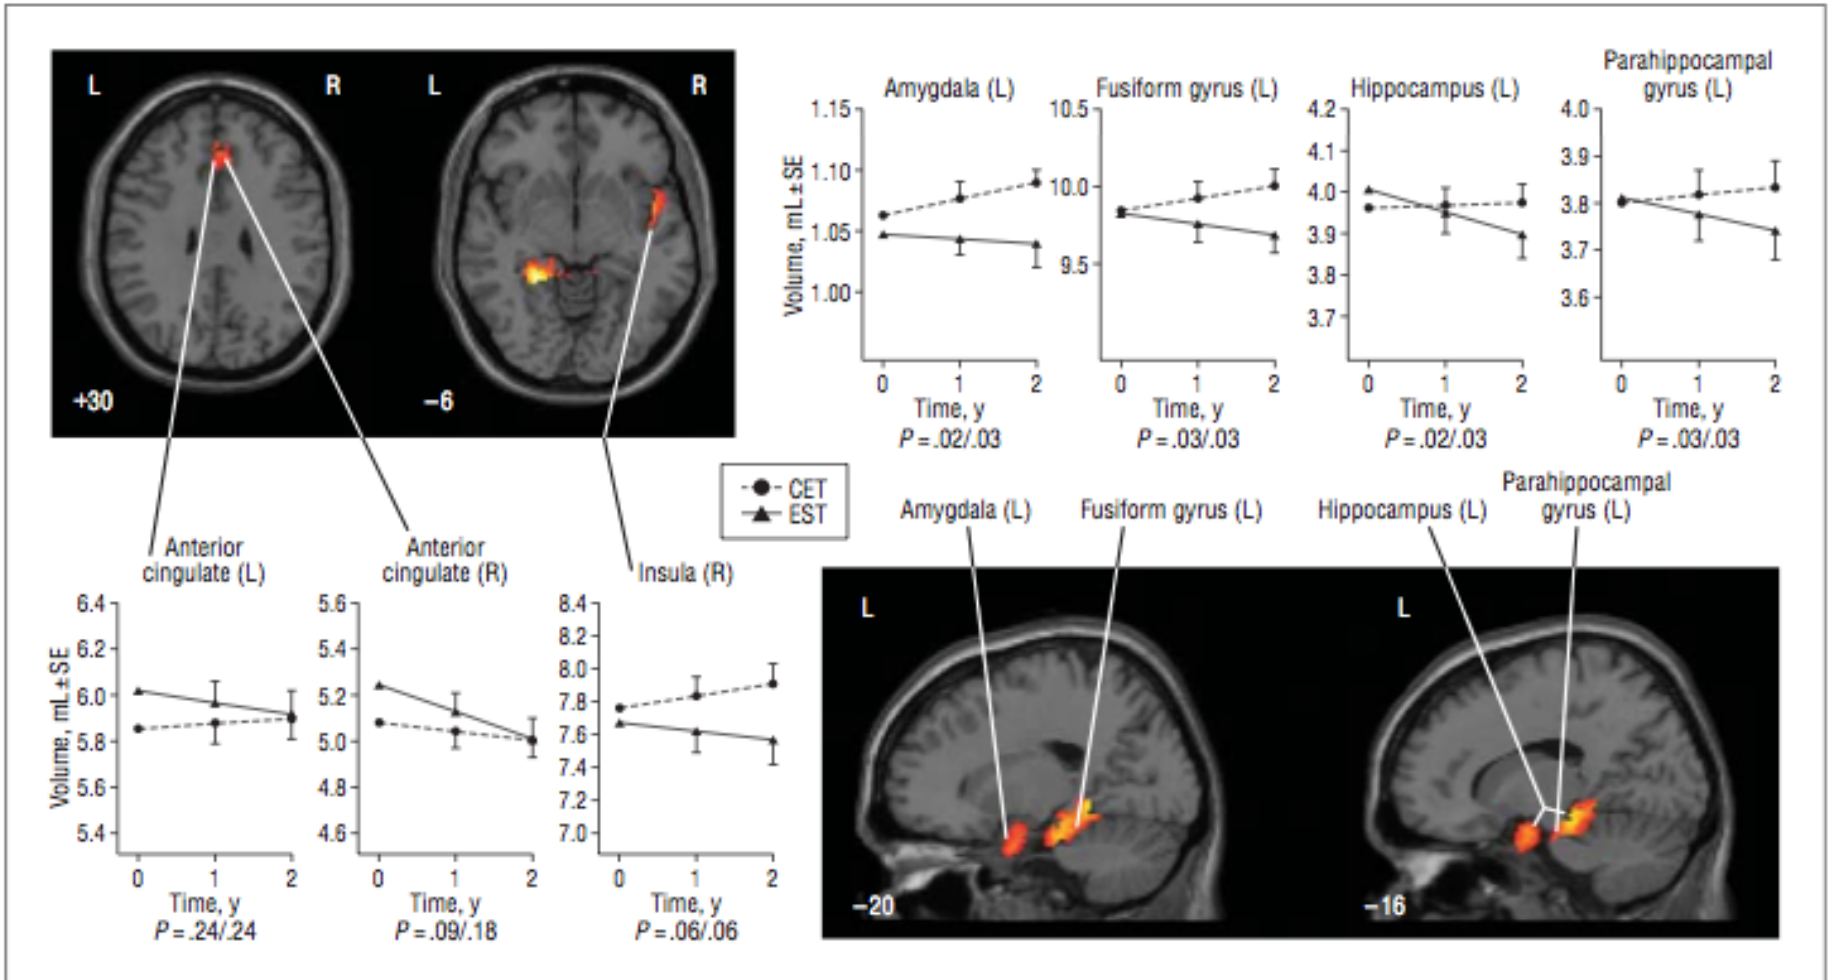 L R L R
+30 −6
Amygdala (L)
Volume, mL±SE
1.15
1.10
1.05
1.00
0 1 2
Time, y
P = .02/.03
Fusiform gyrus (L)
10.5
10.0
9.5
0 1 2
Time, y
P = .03/.03
Hippocampus (L)
4.2
4.1
4.0
3.9
3.8
3.7
0 1 2
Time, y
P = .02/.03
Parahippocampal
gyrus (L)
4.0
3.9
3.8
3.7
3.6
0 1 2
Time, y
P = .03/.03
CET
EST
Anterior
cingulate (L)
Volume, mL±SE
6.4
6.2
6.0
5.8
5.6
5.4
0 1 2
Time, y
P = .24/.24
Anterior
cingulate (R)
5.6
5.4
5.2
5.0
4.8
4.6
0 1 2
Time, y
P = .09/.18
Insula (R)
8.4
8.2
8.0
7.8
7.6
7.4
7.2
7.0
0 1 2
Time, y
P = .06/.06
Amygdala (L)
Fusiform gyrus (L)
Hippocampus (L)
Parahippocampal
gyrus (L)
L L
−20 −16